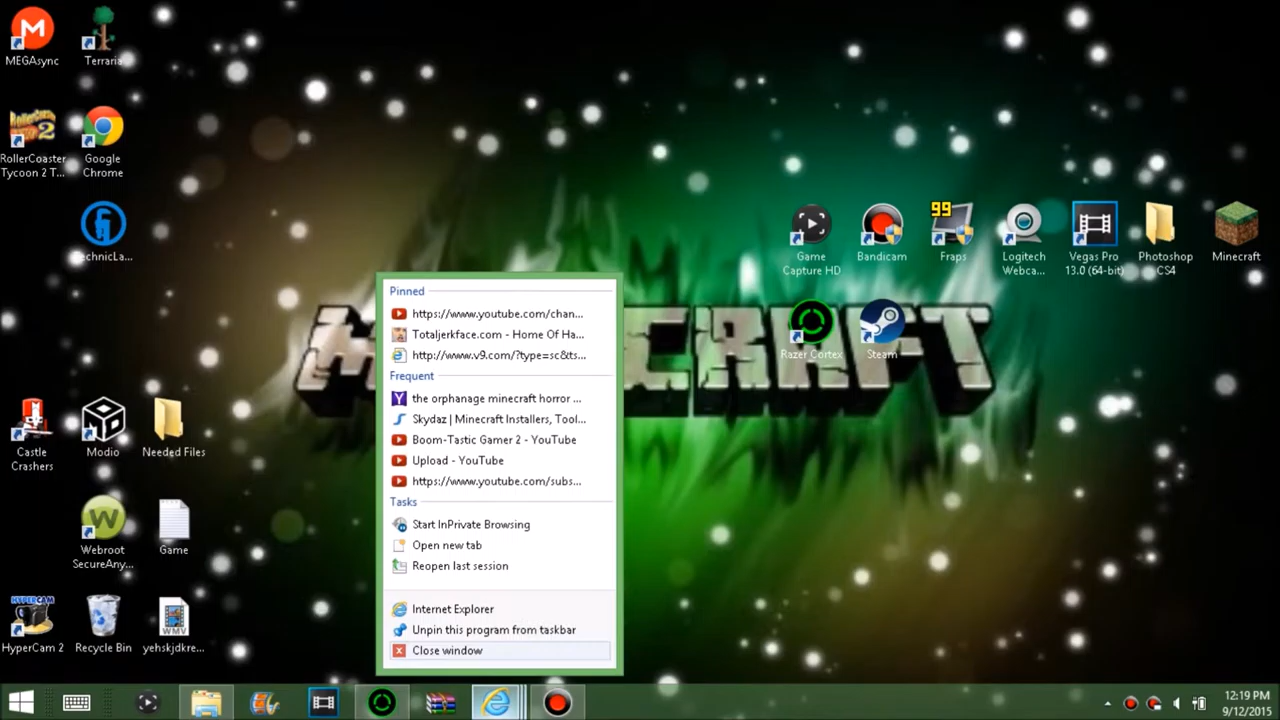 MEGAsync
Terraria
RollerCoaster
Tycoon 2 T...
Google
Chrome
echnicLa...
Castle
Crashers
Modio
Needed Files
Webroot
SecureAny...
Game
HYPERCAM
HyperCam 2
Recycle Bin
WMV
yehskjdkre...
Pinned
https://www.youtube.com/chan...
Totaljerkface.com - Home Of Ha...
http://www.v9.com/?type=sc&ts...
Frequent
the orphanage minecraft horror ...
Skydaz | Minecraft Installers, Tool...
Boom-Tastic Gamer 2 - YouTube
Upload - YouTube
https://www.youtube.com/subs...
Tasks
Start InPrivate Browsing
Open new tab
Reopen last session
Internet Explorer
Unpin this program from taskbar
Close window
99
Game
Capture HD
Bandicam
Fraps
Logitech
Webca...
Vegas Pro
13.0 (64-bit)
Photoshop
CS4
Minecraft
Razer Cortex
Steam
12:19 PM
9/12/2015